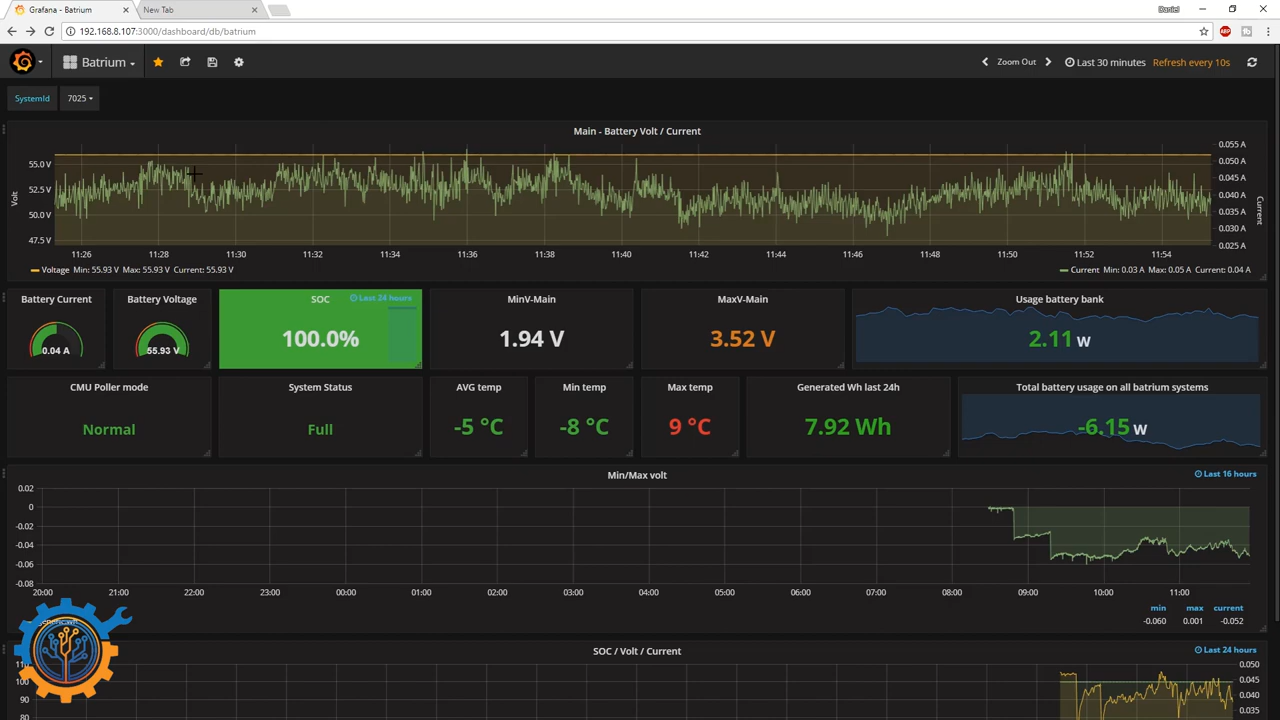 Grafana - Batrium
New Tab
Daniel
192.168.8.107:3000/dashboard/db/batrium
ABP
Batrium
Zoom Out
Last 30 minutes
Refresh every 10s
SystemId
7025
Main - Battery Volt / Current
55.0 V
52.5 V
50.0 V
47.5 V
Volt
0.055 A
0.050 A
0.045 A
0.040 A
0.035 A
0.030 A
0.025 A
Current
11:26 11:28 11:30 11:32 11:34 11:36 11:38 11:40 11:42 11:44 11:46 11:48 11:50 11:52 11:54
Voltage Min: 55.93 V Max: 55.93 V Current: 55.93 V
Current Min: 0.03 A Max: 0.05 A Current: 0.04 A
Battery Current
0.04 A
Battery Voltage
55.93 V
SOC
Last 24 hours
100.0%
MinV-Main
1.94 V
MaxV-Main
3.52 V
Usage battery bank
2.11 W
CMU Poller mode
Normal
System Status
Full
AVG temp
-5 °C
Min temp
-8 °C
Max temp
9 °C
Generated Wh last 24h
7.92 Wh
Total battery usage on all batrium systems
-6.15 W
Min/Max volt
Last 16 hours
0.02
0
-0.02
-0.04
-0.06
-0.08
20:00 21:00 22:00 23:00 00:00 01:00 02:00 03:00 04:00 05:00 06:00 07:00 08:00 09:00 10:00 11:00
min max current
-0.060 0.001 -0.052
SOC / Volt / Current
Last 24 hours
100
90
80
0.050
0.045
0.040
0.035